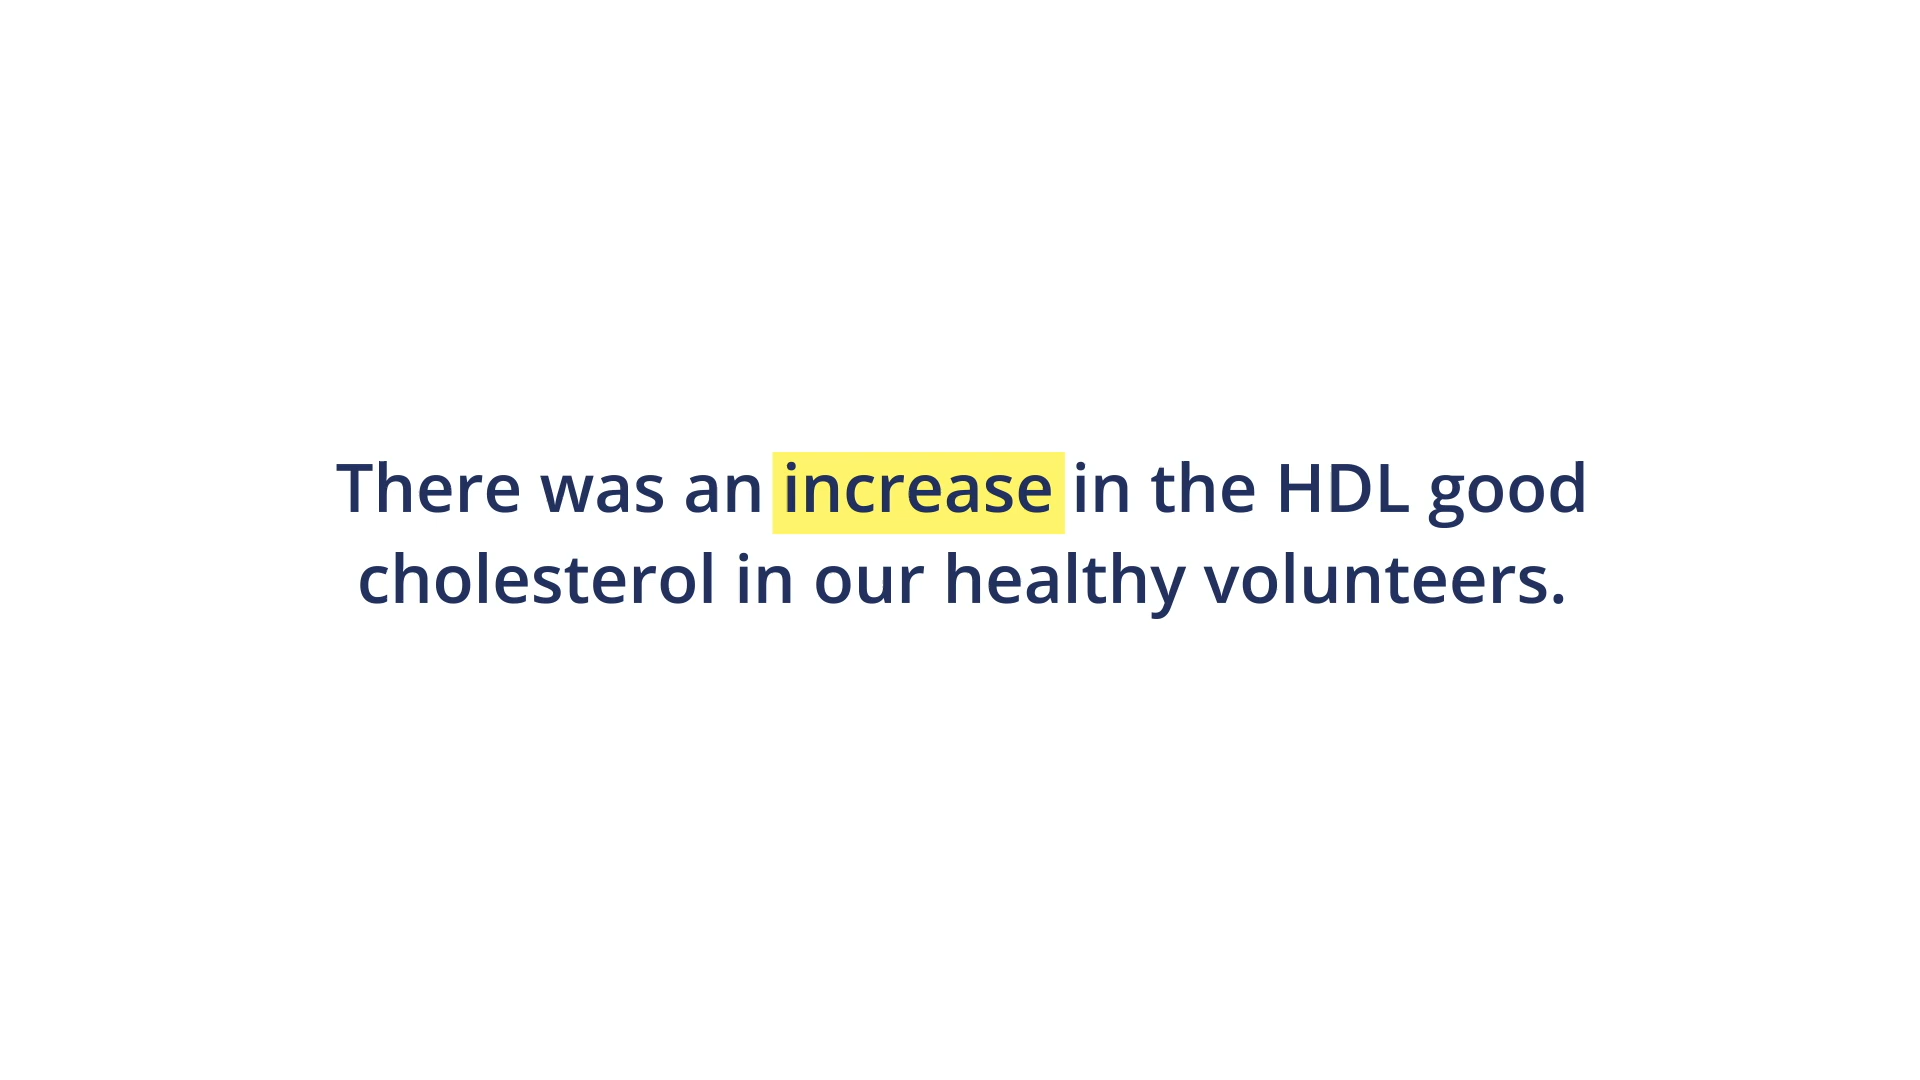 There was an increase in the HDL good
cholesterol in our healthy volunteers.